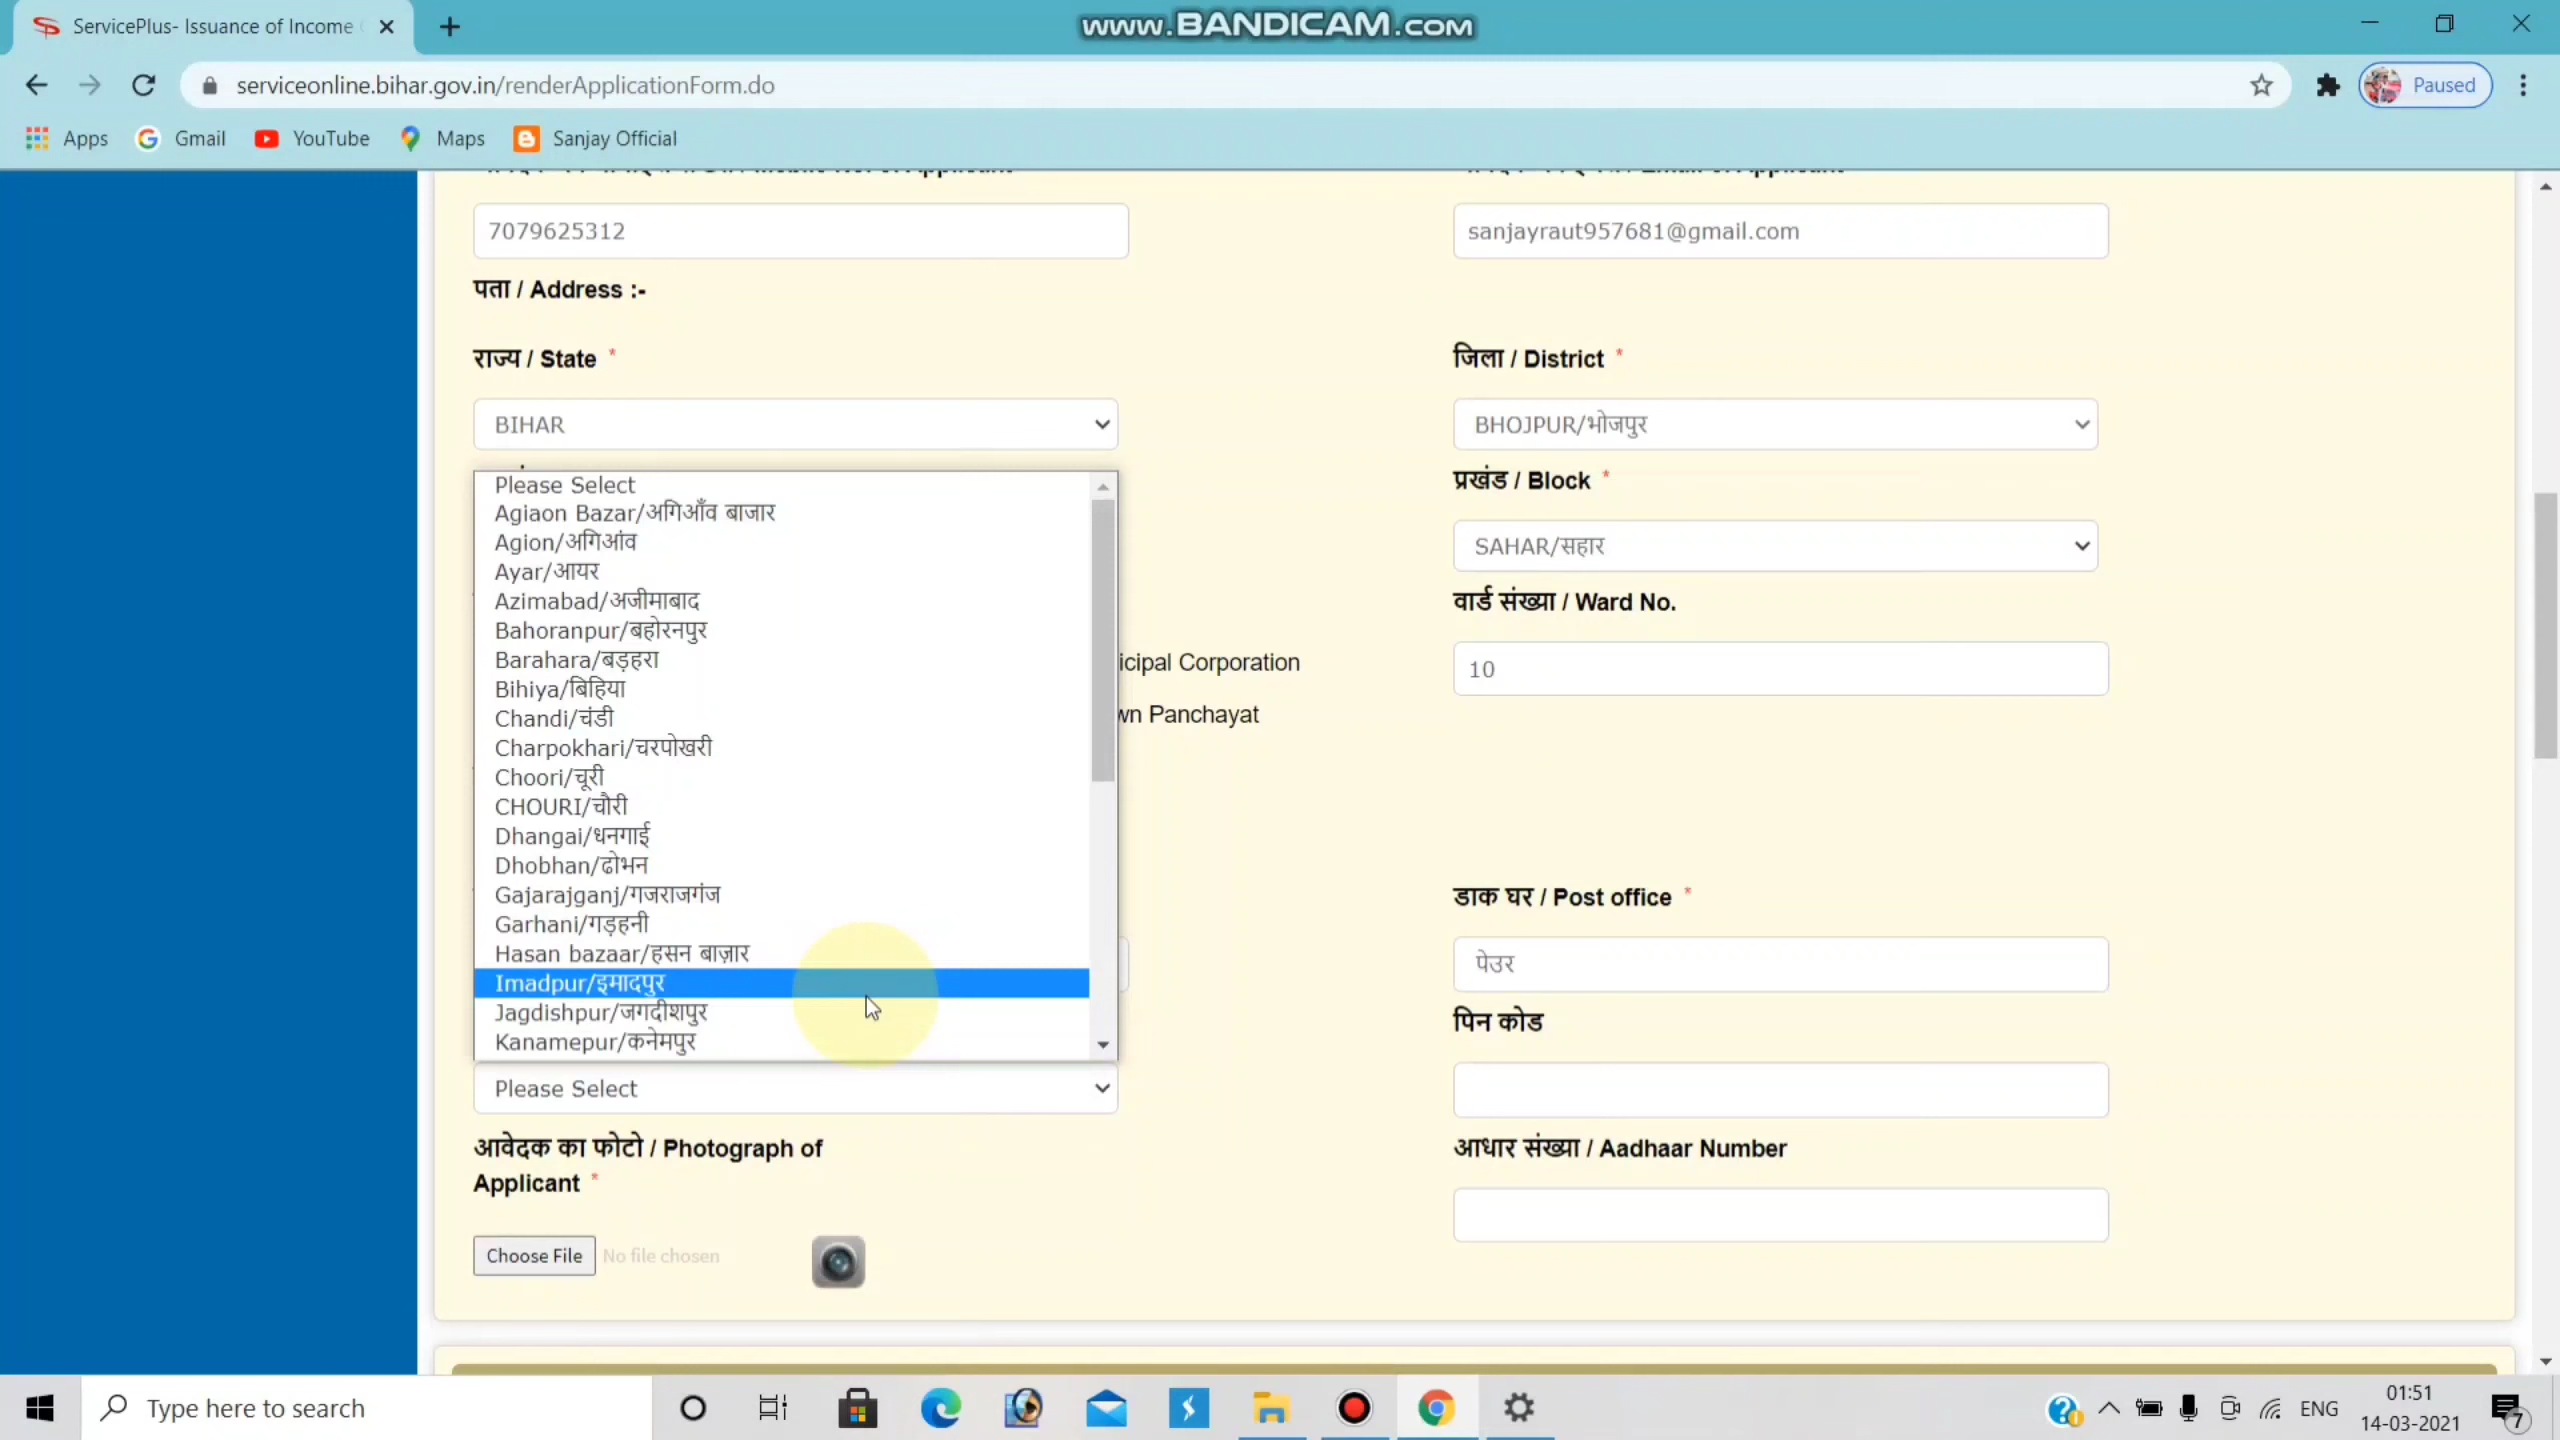 ServicePlus- Issuance of Income
www.BANDICAM.com
serviceonline.bihar.gov.in/renderApplicationForm.do
Paused
Apps Gmail YouTube Maps Sanjay Official
7079625312
sanjayraut957681@gmail.com
पता / Address :-
राज्य / State *
जिला / District *
BIHAR
BHOJPUR/भोजपुर
Please Select
Agiaon Bazar/अगिआँव बाजार
Agion/अगिआंव
Ayar/आयर
Azimabad/अजीमाबाद
Bahoranpur/बहोरनपुर
Barahara/बड़हरा
Bihiya/बिहिया
Chandi/चंडी
Charpokhari/चरपोखरी
Choori/चूरी
CHOURI/चौरी
Dhangai/धनगाई
Dhobhan/ढोभन
Gajarajganj/गजराजगंज
Garhani/गड़हनी
Hasan bazaar/हसन बाज़ार
Imadpur/इमादपुर
Jagdishpur/जगदीशपुर
Kanamepur/कनेमपुर
Please Select
प्रखंड / Block *
SAHAR/सहार
वार्ड संख्या / Ward No.
icipal Corporation
10
wn Panchayat
डाक घर / Post office *
पेउर
पिन कोड
आवेदक का फोटो / Photograph of
Applicant *
आधार संख्या / Aadhaar Number
Choose File No file chosen
Type here to search
ENG
01:51
14-03-2021
7